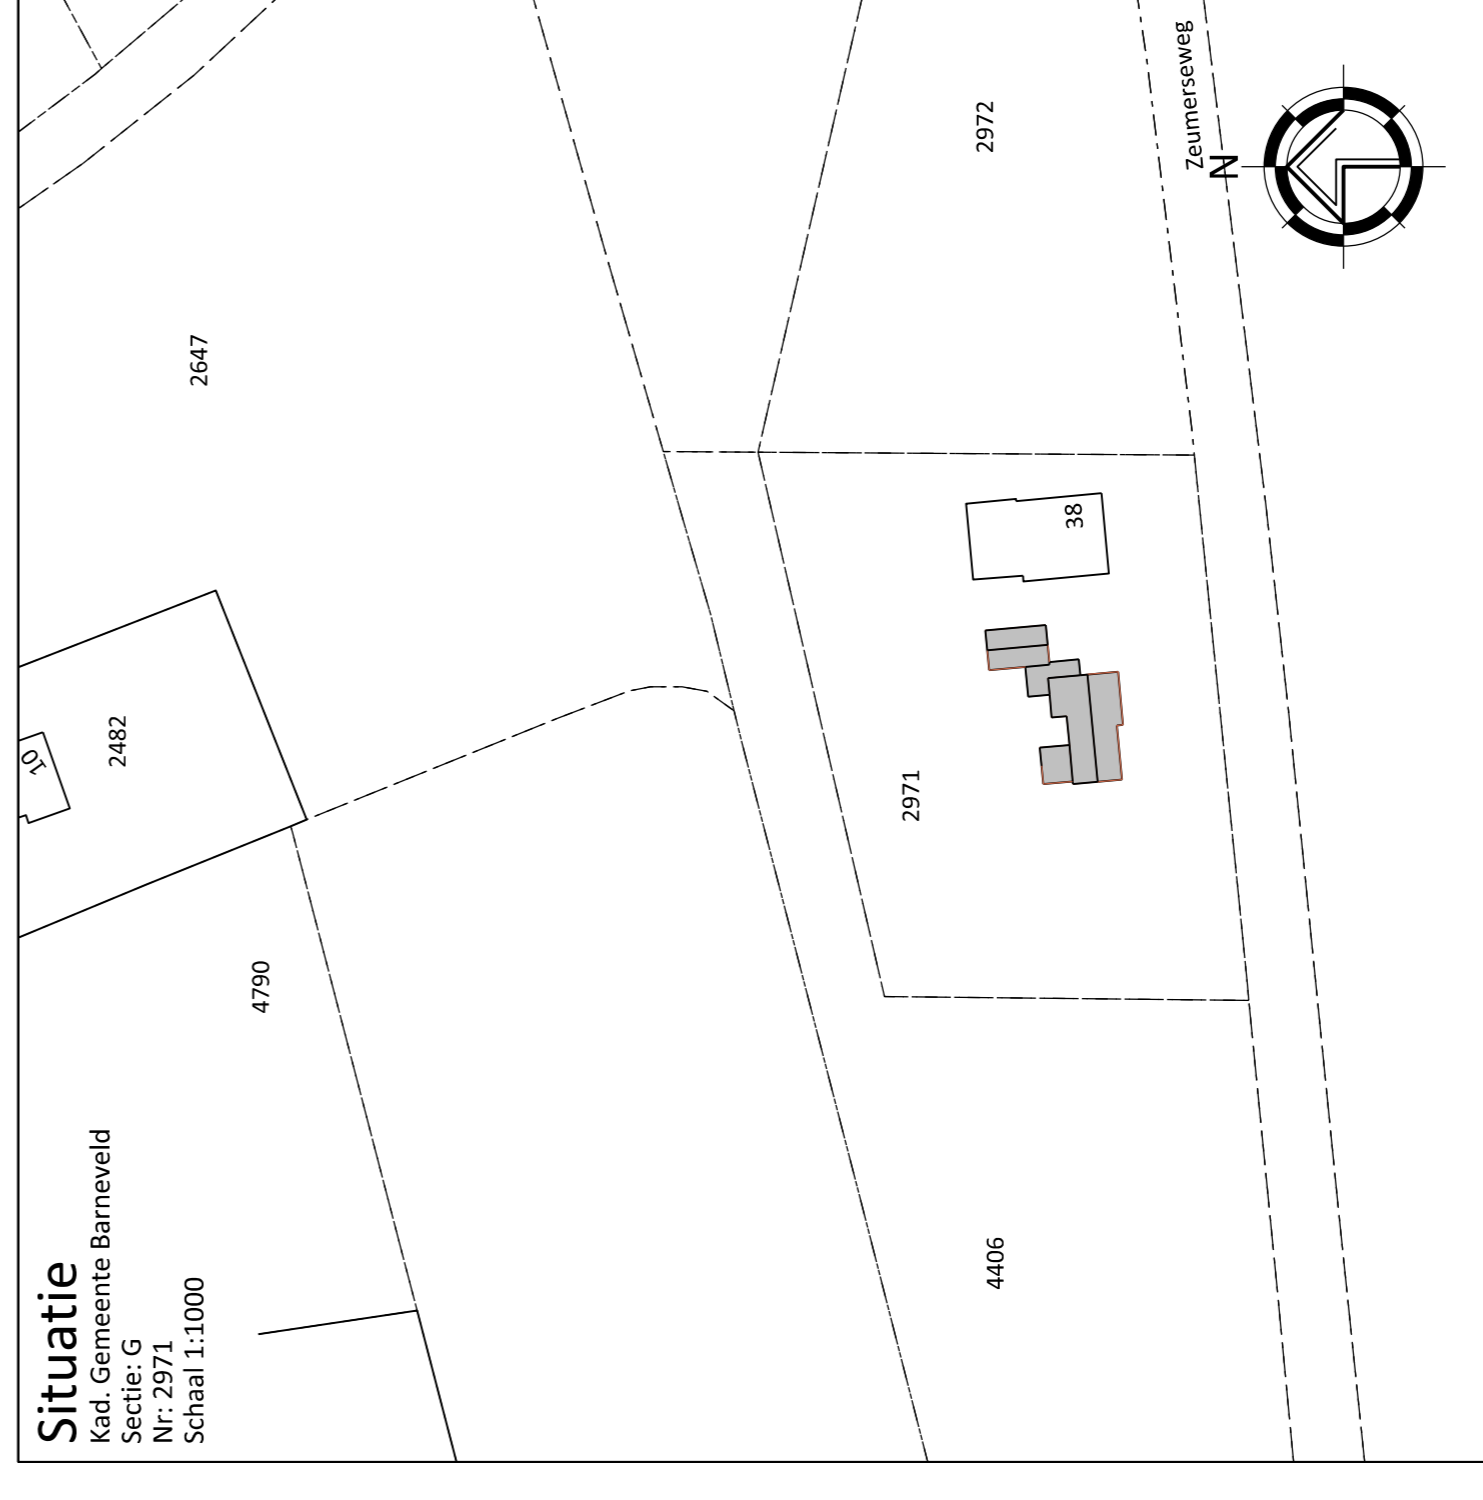 Situatie
Kad. Gemeente Barneveld
Sectie: G
Nr: 2971
Schaal 1:1000
10
2482
4790
2647
2971
38
2972
4406
Zeumerseweg
N